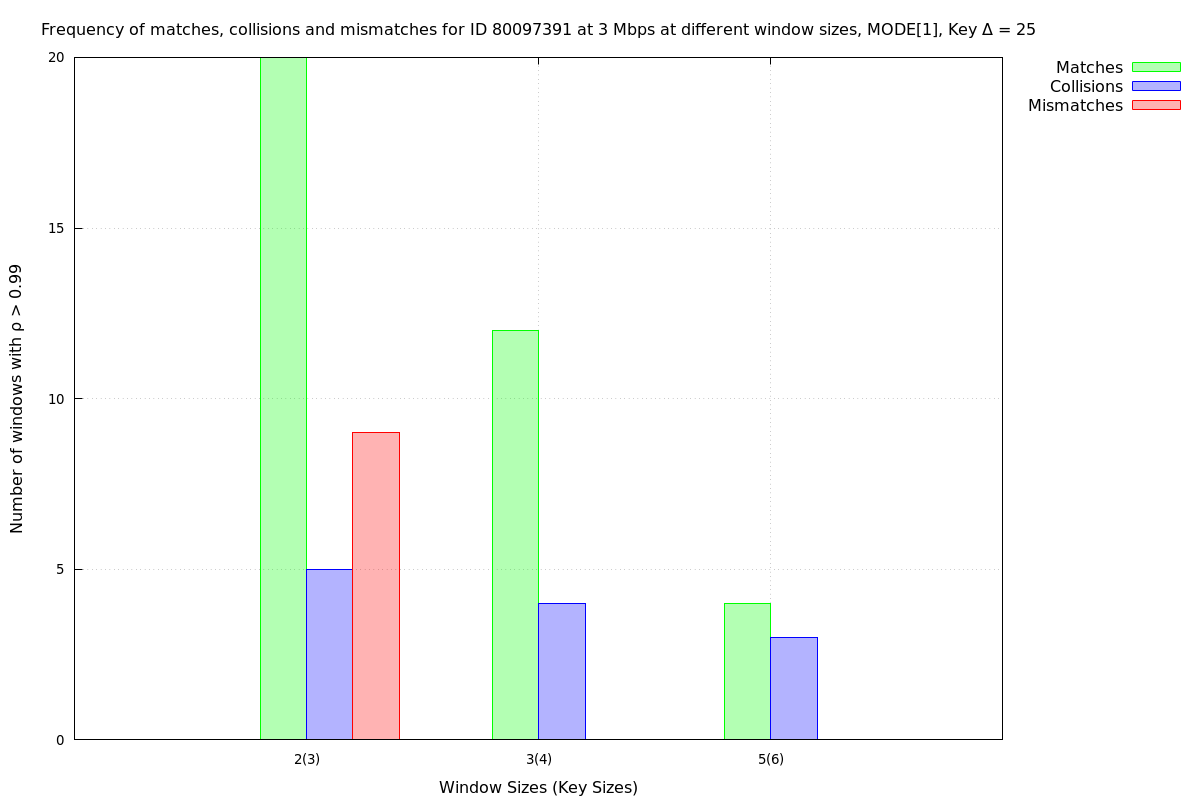 Frequency of matches, collisions and mismatches for ID 80097391 at 3 Mbps at different window sizes, MODE[1], Key Δ = 25
Matches
Collisions
Mismatches
Number of windows with ρ > 0.99
20
15
10
5
0
2(3) 3(4) 5(6)
Window Sizes (Key Sizes)